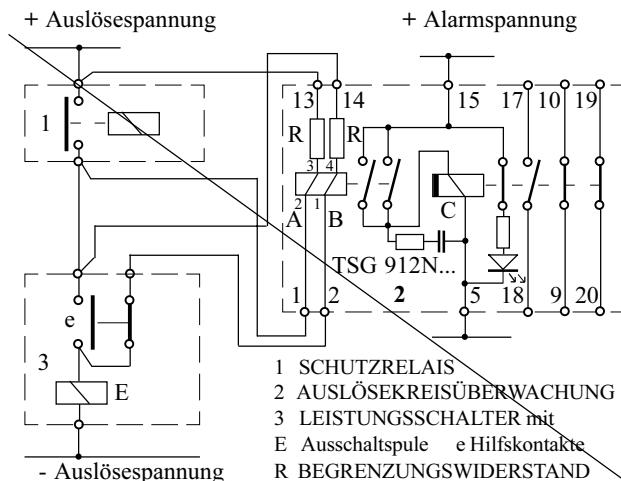 + Auslösespannung
+ Alarmspannung
13 14 15 17 10 19
1
R R
3 4
2 1
A B
C
TSG 912N...
1 2 2 5 18 9 20
e
3
E
1 SCHUTZRELAIS
2 AUSLÖSEKREISÜBERWACHUNG
3 LEISTUNGSSCHALTER mit
E Ausschaltspule e Hilfskontakte
R BEGRENZUNGSWIDERSTAND
- Auslösespannung